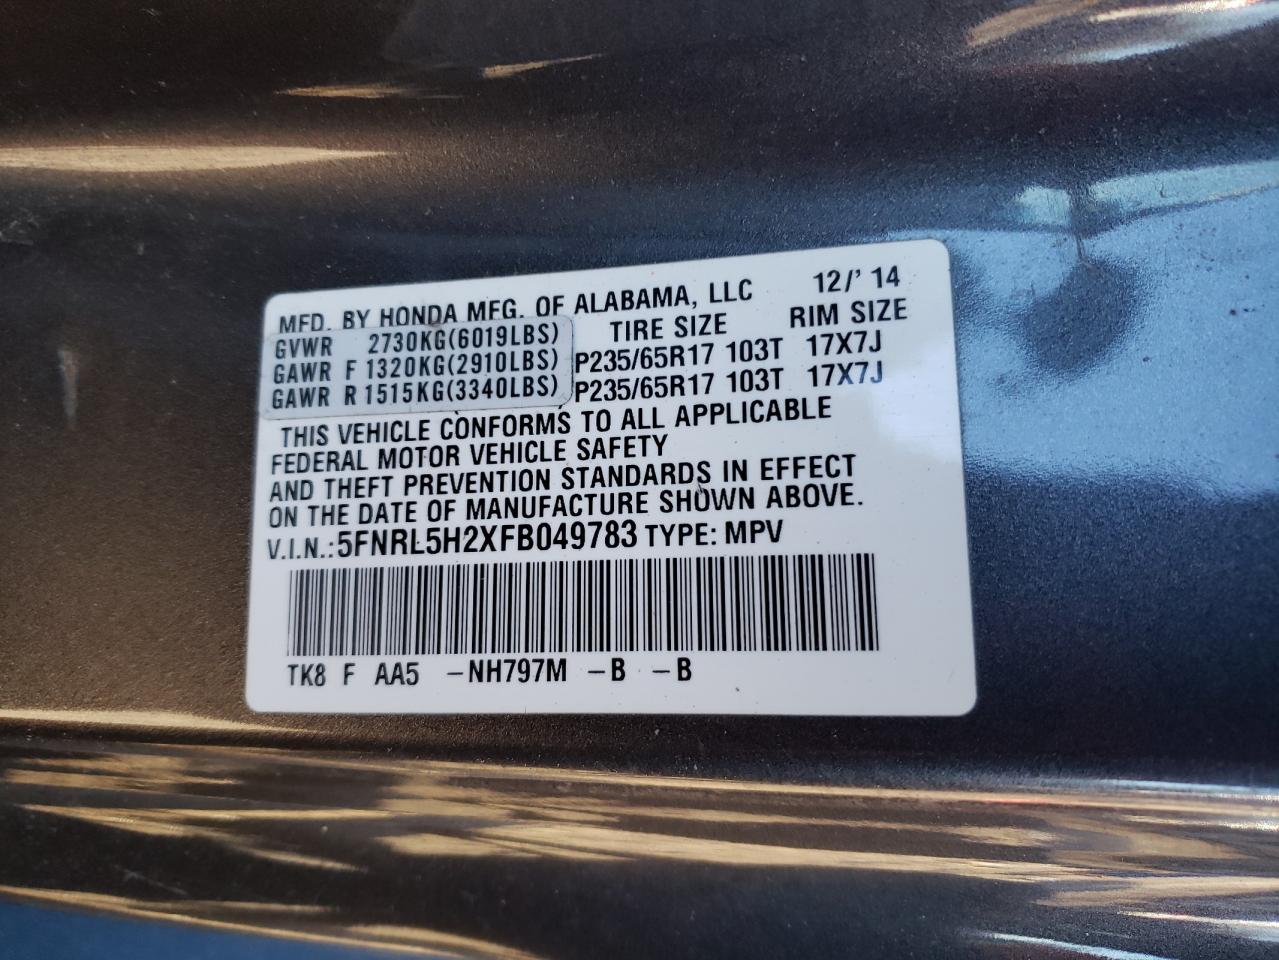 MFD. BY HONDA MFG. OF ALABAMA, LLC 12/' 14
GVWR 2730KG(6019LBS) TIRE SIZE RIM SIZE
GAWR F 1320KG(2910LBS) P235/65R17 103T 17X7J
GAWR R 1515KG(3340LBS) P235/65R17 103T 17X7J
THIS VEHICLE CONFORMS TO ALL APPLICABLE
FEDERAL MOTOR VEHICLE SAFETY
AND THEFT PREVENTION STANDARDS IN EFFECT
ON THE DATE OF MANUFACTURE SHOWN ABOVE.
V.I.N.:5FNRL5H2XFB049783 TYPE: MPV
TK8 F AA5 -NH797M -B -B